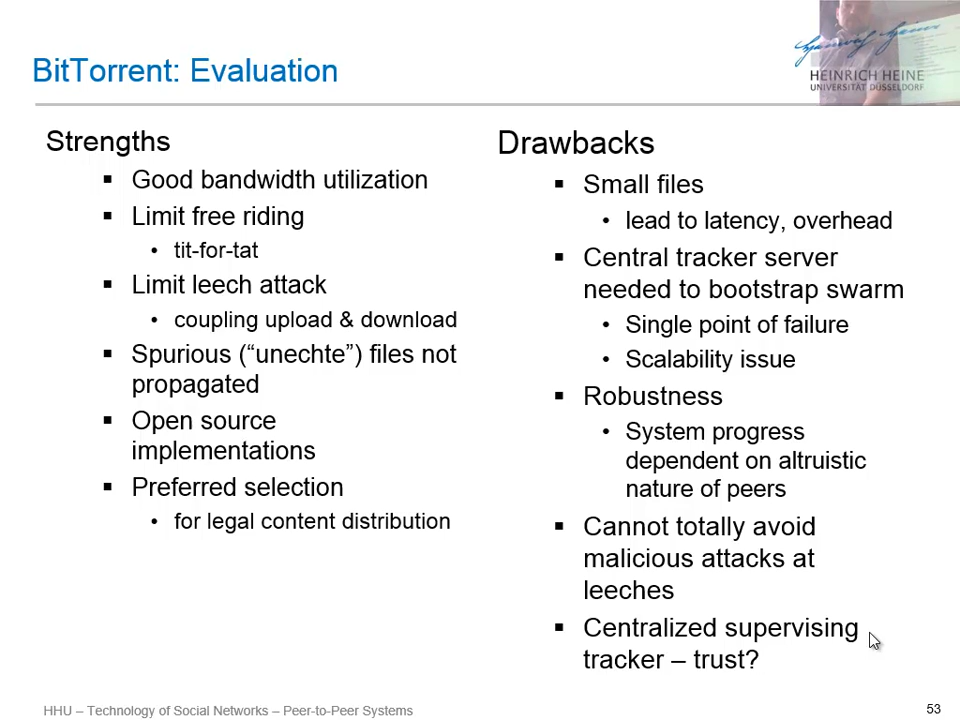 BitTorrent: Evaluation
HEINRICH HEINE
UNIVERSITÄT DÜSSELDORF
Strengths
▪ Good bandwidth utilization
▪ Limit free riding
• tit-for-tat
▪ Limit leech attack
• coupling upload & download
▪ Spurious (“unechte”) files not
propagated
▪ Open source
implementations
▪ Preferred selection
• for legal content distribution
Drawbacks
▪ Small files
• lead to latency, overhead
▪ Central tracker server
needed to bootstrap swarm
• Single point of failure
• Scalability issue
▪ Robustness
• System progress
dependent on altruistic
nature of peers
▪ Cannot totally avoid
malicious attacks at
leeches
▪ Centralized supervising
tracker – trust?
HHU – Technology of Social Networks – Peer-to-Peer Systems
53